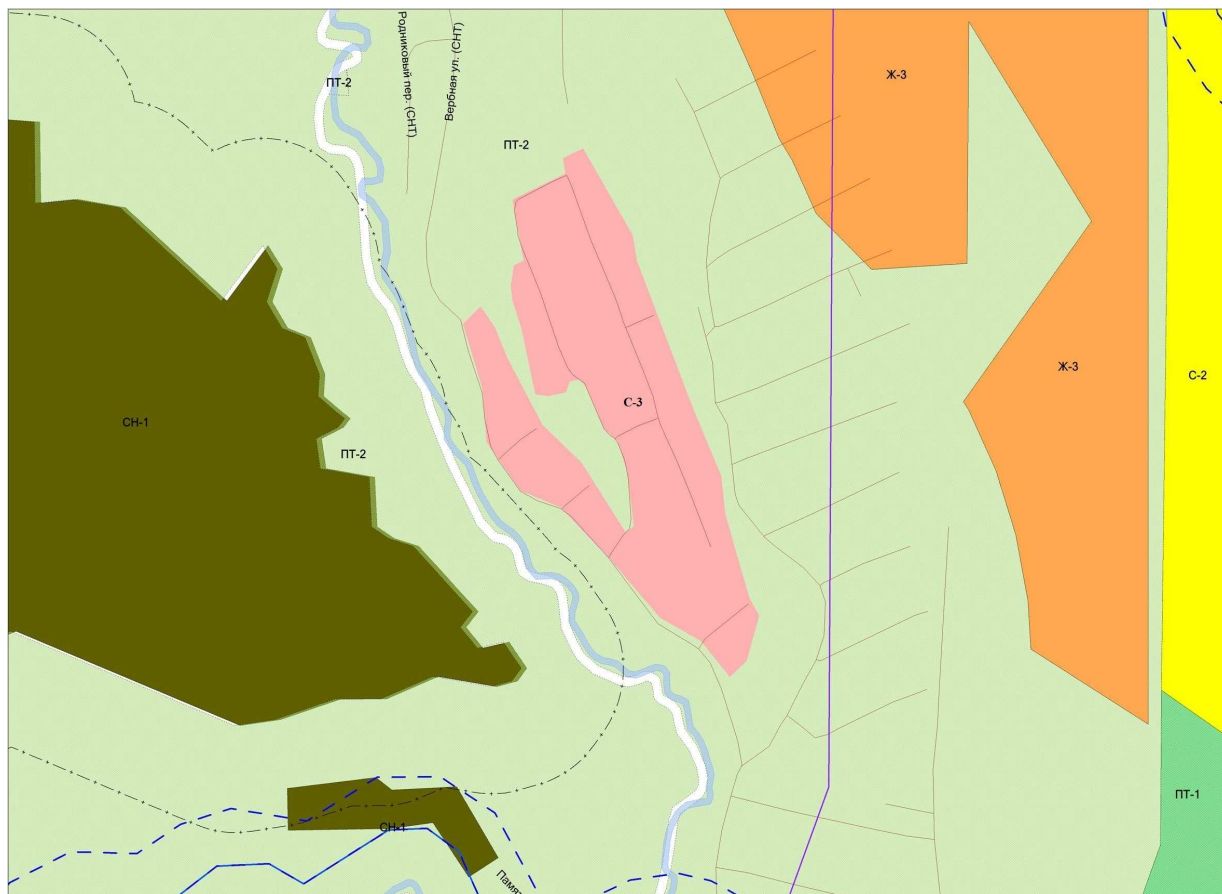 Родниковый пер. (СНТ)
Вербная ул. (СНТ)
Ж-3
ПТ-2
ПТ-2
Ж-3
С-2
С-3
СН-1
ПТ-2
ПТ-1
СН-1